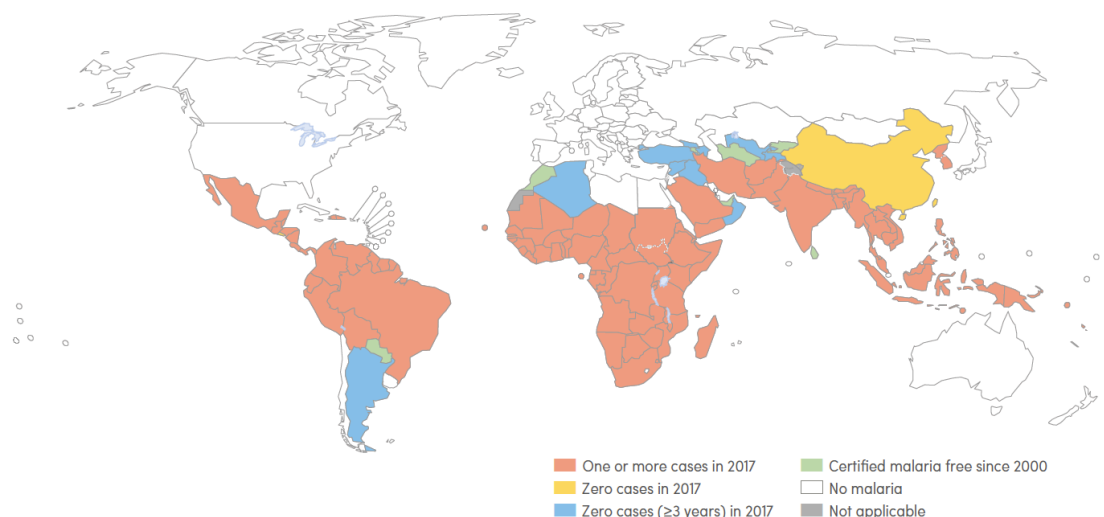 One or more cases in 2017
Zero cases in 2017
Zero cases (≥3 years) in 2017
Certified malaria free since 2000
No malaria
Not applicable